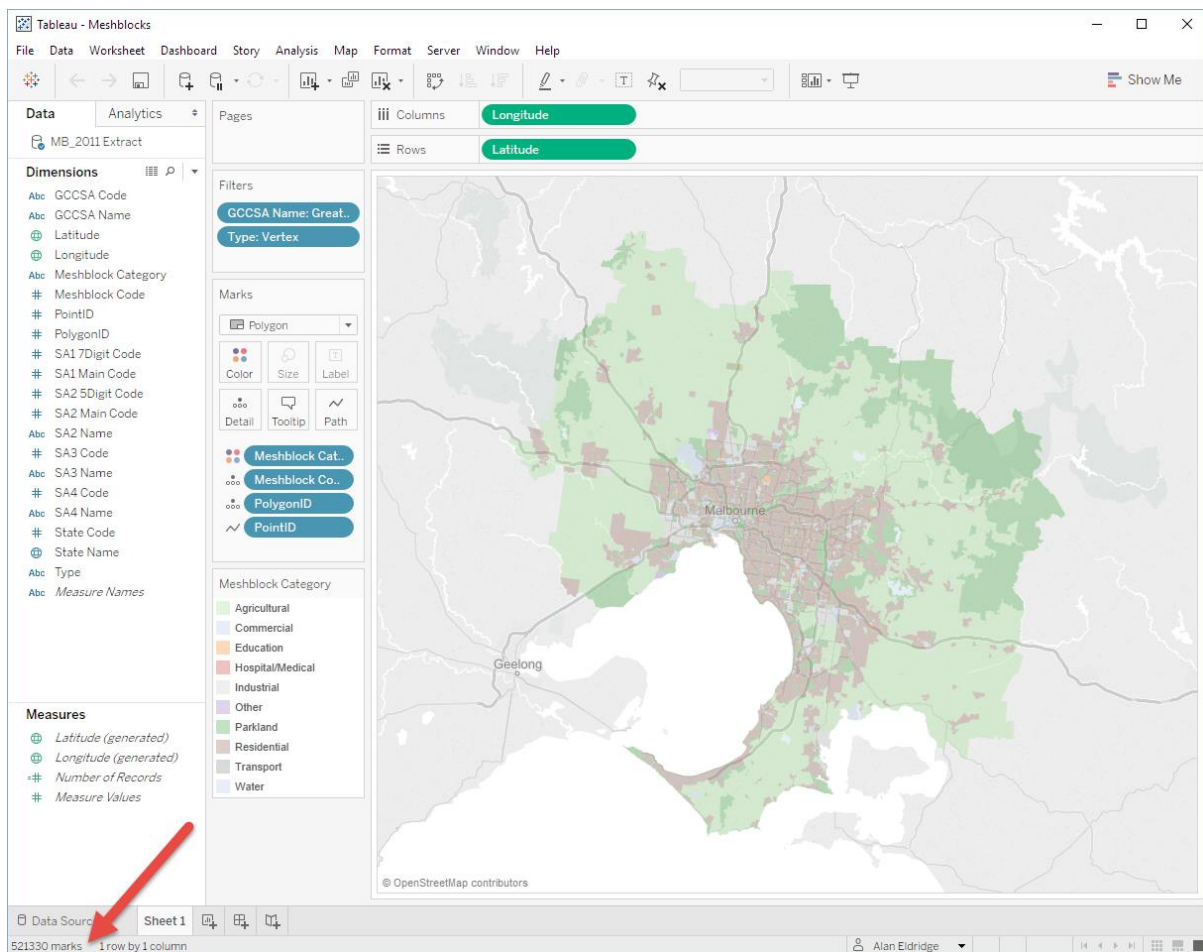 Tableau - Meshblocks
File Data Worksheet Dashboard Story Analysis Map Format Server Window Help
Show Me
Data Analytics
MB_2011 Extract
Dimensions
Abc GCCSA Code
Abc GCCSA Name
Latitude
Longitude
Abc Meshblock Category
# Meshblock Code
# PointID
# PolygonID
# SA1 7Digit Code
# SA1 Main Code
# SA2 5Digit Code
# SA2 Main Code
Abc SA2 Name
# SA3 Code
Abc SA3 Name
# SA4 Code
Abc SA4 Name
# State Code
State Name
Abc Type
Abc Measure Names
Measures
Latitude (generated)
Longitude (generated)
=# Number of Records
# Measure Values
Pages
Filters
GCCSA Name: Great..
Type: Vertex
Marks
Polygon
Color Size Label
Detail Tooltip Path
Meshblock Cat..
Meshblock Co..
PolygonID
PointID
Meshblock Category
Agricultural
Commercial
Education
Hospital/Medical
Industrial
Other
Parkland
Residential
Transport
Water
Columns Longitude
Rows Latitude
Melbourne
Geelong
© OpenStreetMap contributors
Data Sourc Sheet 1
521330 marks 1 row by 1 column Alan Eldridge